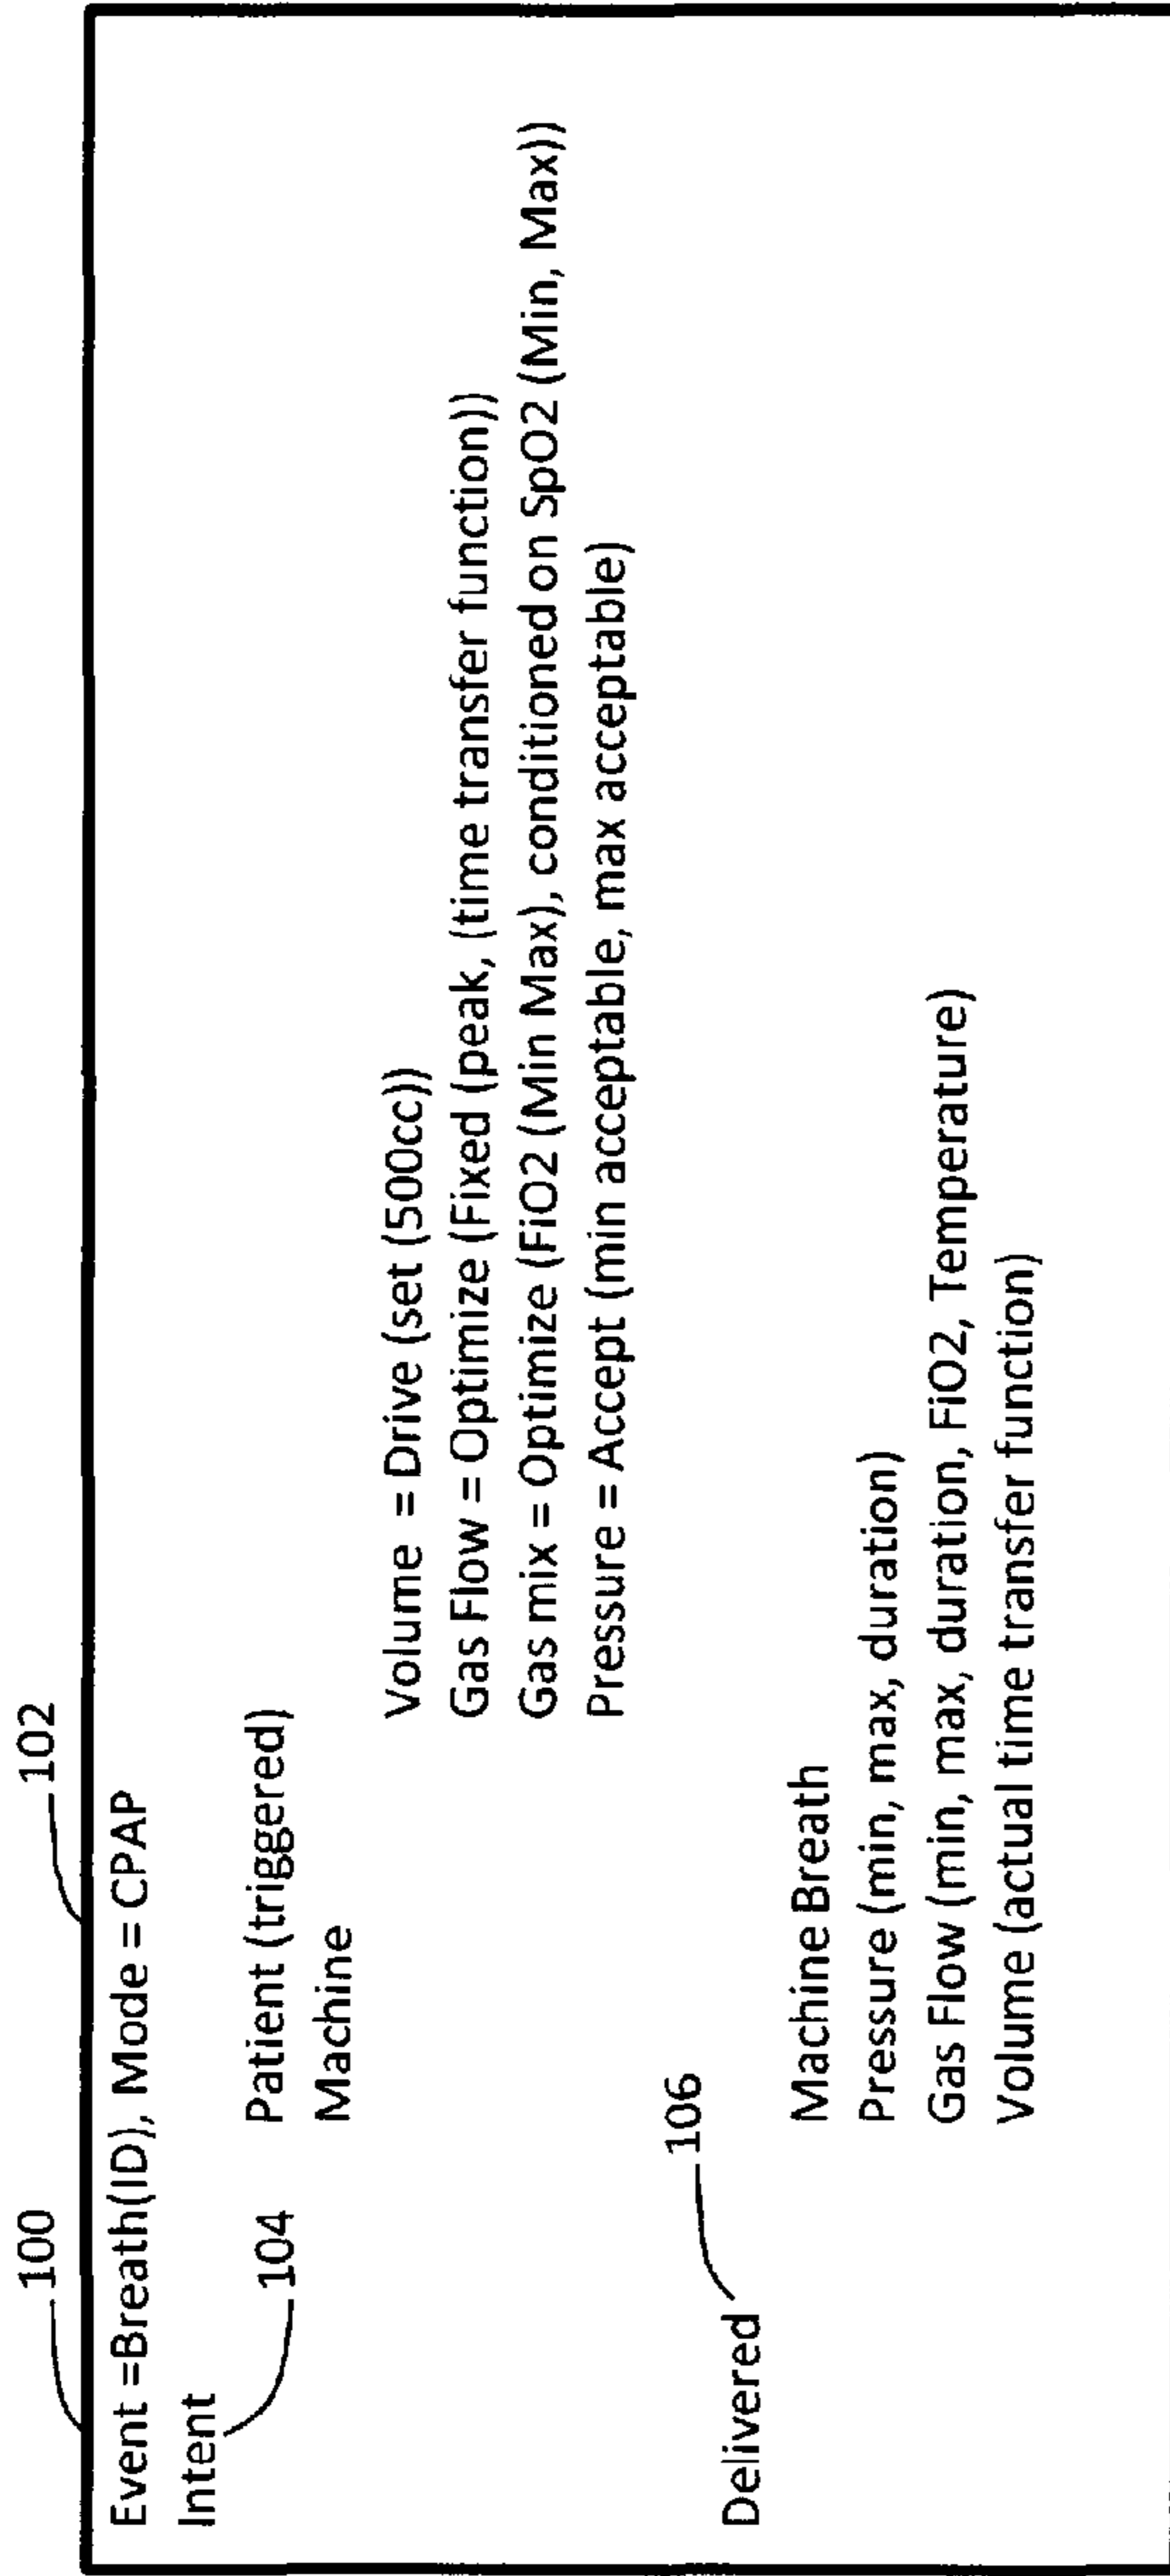 100
102
Event =Breath(ID), Mode = CPAP
Intent
104
Patient (triggered)
Machine
Volume = Drive (set (500cc))
Gas Flow = Optimize (Fixed (peak, (time transfer function))
Gas mix = Optimize (FiO2 (Min Max), conditioned on SpO2 (Min, Max))
Pressure = Accept (min acceptable, max acceptable)
106
Delivered
Machine Breath
Pressure (min, max, duration)
Gas Flow (min, max, duration, FiO2, Temperature)
Volume (actual time transfer function)